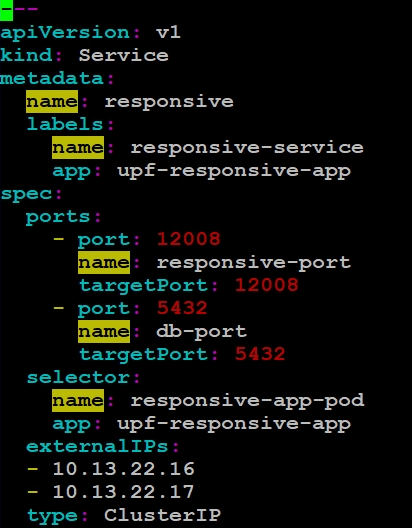 ---
apiVersion: v1
kind: Service
metadata:
  name: responsive
  labels:
    name: responsive-service
    app: upf-responsive-app
spec:
  ports:
    - port: 12008
      name: responsive-port
      targetPort: 12008
    - port: 5432
      name: db-port
      targetPort: 5432
  selector:
    name: responsive-app-pod
    app: upf-responsive-app
  externalIPs:
  - 10.13.22.16
  - 10.13.22.17
  type: ClusterIP